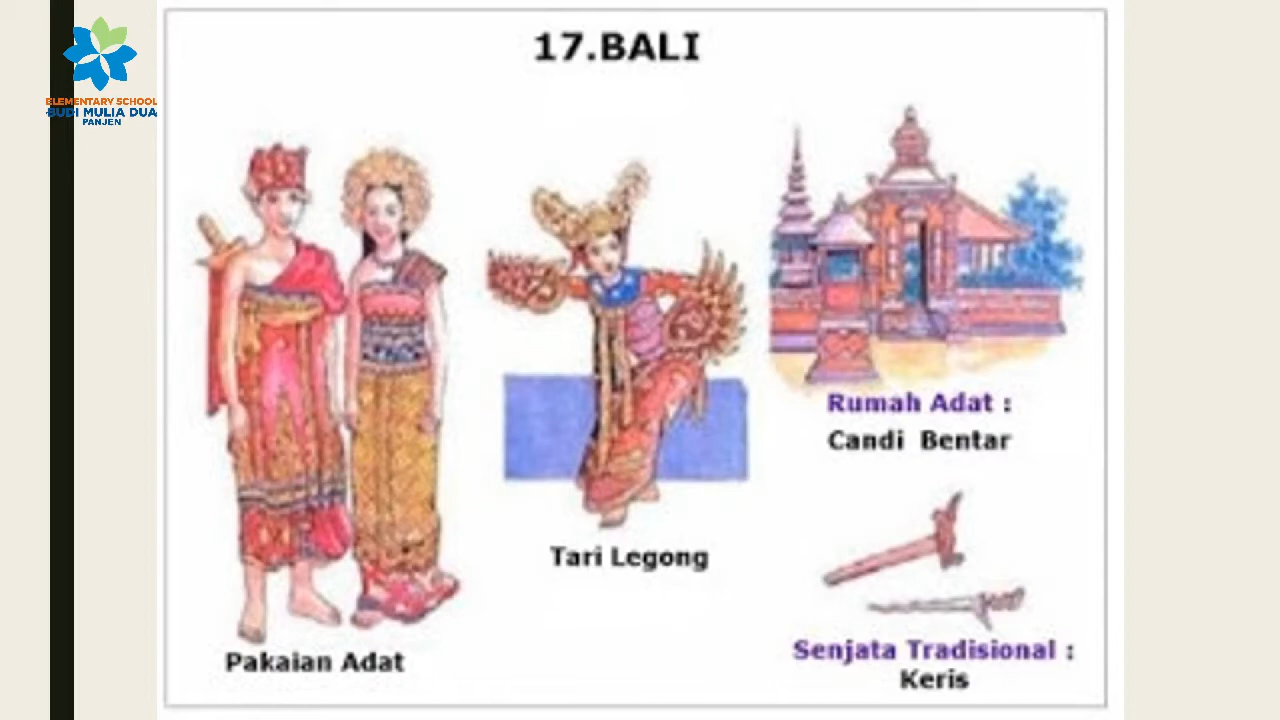 ELEMENTARY SCHOOL
BUDI MULIA DUA
PANJEN
17.BALI
Pakaian Adat
Tari Legong
Rumah Adat :
Candi Bentar
Senjata Tradisional :
Keris